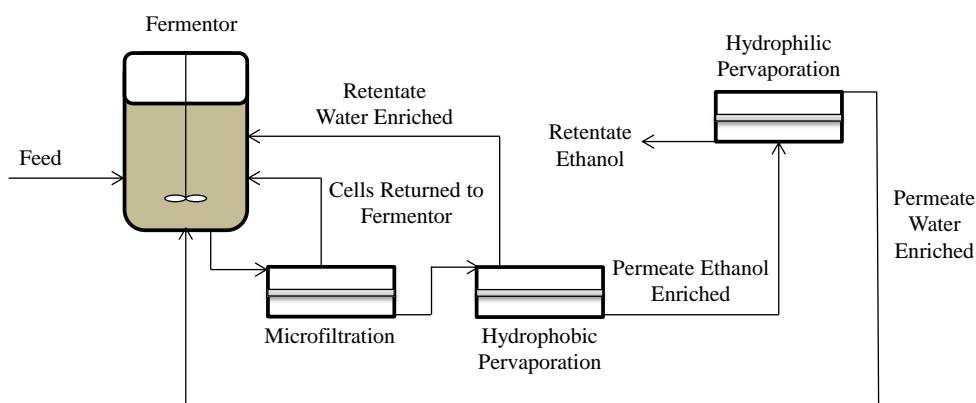 Fermentor
Hydrophilic
Pervaporation
Retentate
Water Enriched
Retentate
Ethanol
Feed
Cells Returned to
Fermentor
Permeate
Water
Enriched
Permeate Ethanol
Enriched
Microfiltration
Hydrophobic
Pervaporation